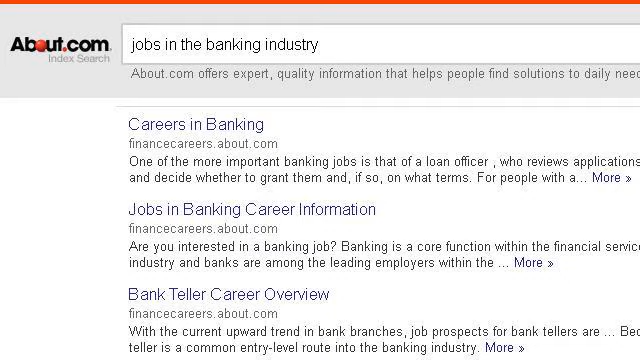 About.com
Index Search
jobs in the banking industry
About.com offers expert, quality information that helps people find solutions to daily
Careers in Banking
financecareers.about.com
One of the more important banking jobs is that of a loan officer , who reviews applications
and decide whether to grant them and, if so, on what terms. For people with a... More »
Jobs in Banking Career Information
financecareers.about.com
Are you interested in a banking job? Banking is a core function within the financial
industry and banks are among the leading employers within the ... More »
Bank Teller Career Overview
financecareers.about.com
With the current upward trend in bank branches, job prospects for bank tellers are ...
teller is a common entry-level route into the banking industry. More »